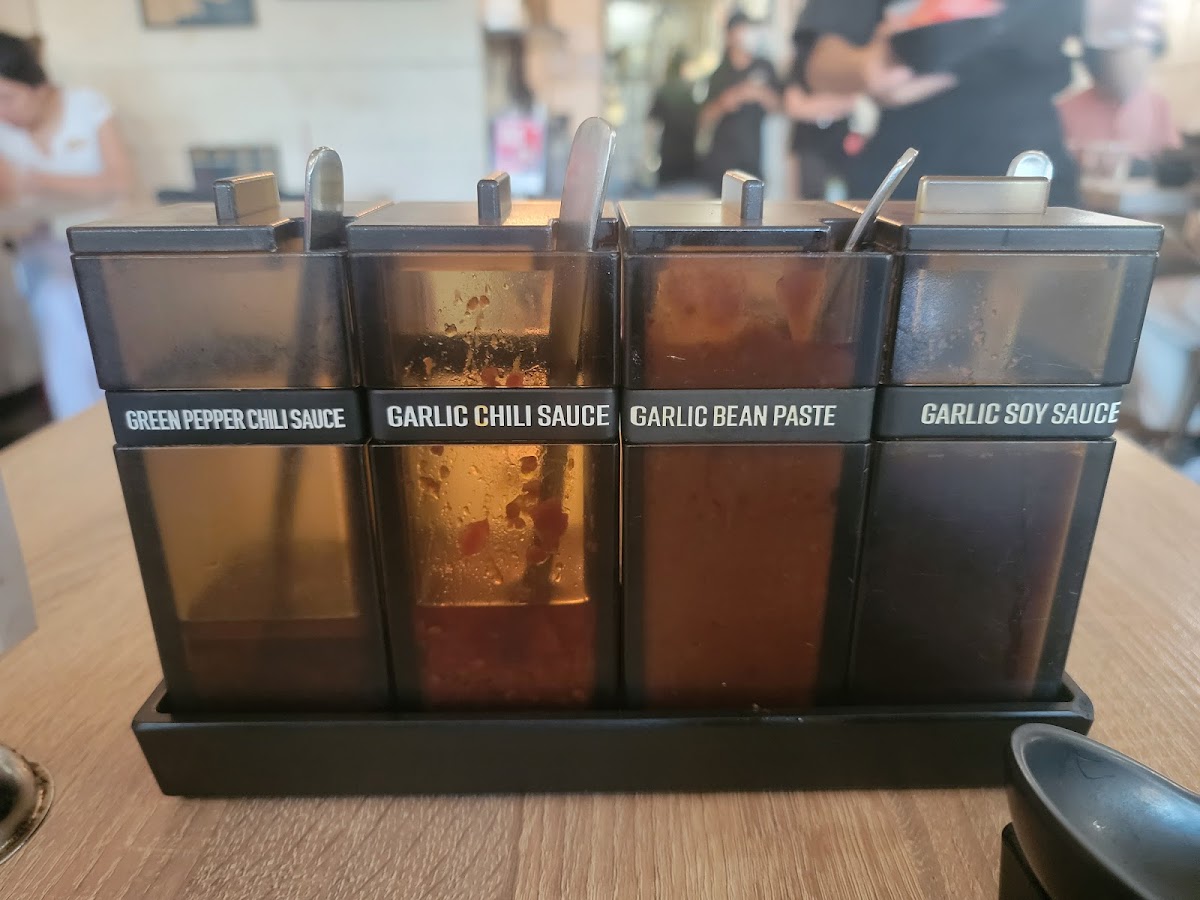 GREEN PEPPER CHILI SAUCE
GARLIC CHILI SAUCE
GARLIC BEAN PASTE
GARLIC SOY SAUCE